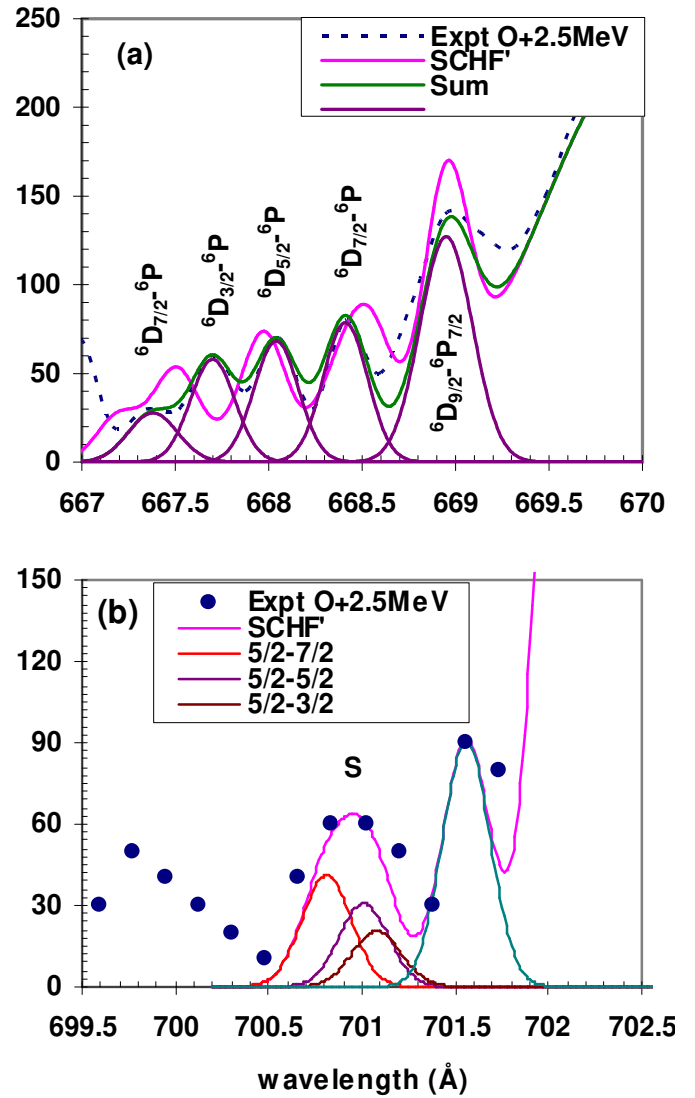 250
200
150
100
50
0
(a)
Expt O+2.5MeV
SCHF'
Sum
⁶D₇/₂-⁶P
⁶D₃/₂-⁶P
⁶D₅/₂-⁶P
⁶D₇/₂-⁶P
⁶D₉/₂-⁶P₇/₂
667 667.5 668 668.5 669 669.5 670
150
120
90
60
30
0
(b)
Expt O+2.5MeV
SCHF'
5/2-7/2
5/2-5/2
5/2-3/2
S
699.5 700 700.5 701 701.5 702 702.5
wavelength (Å)